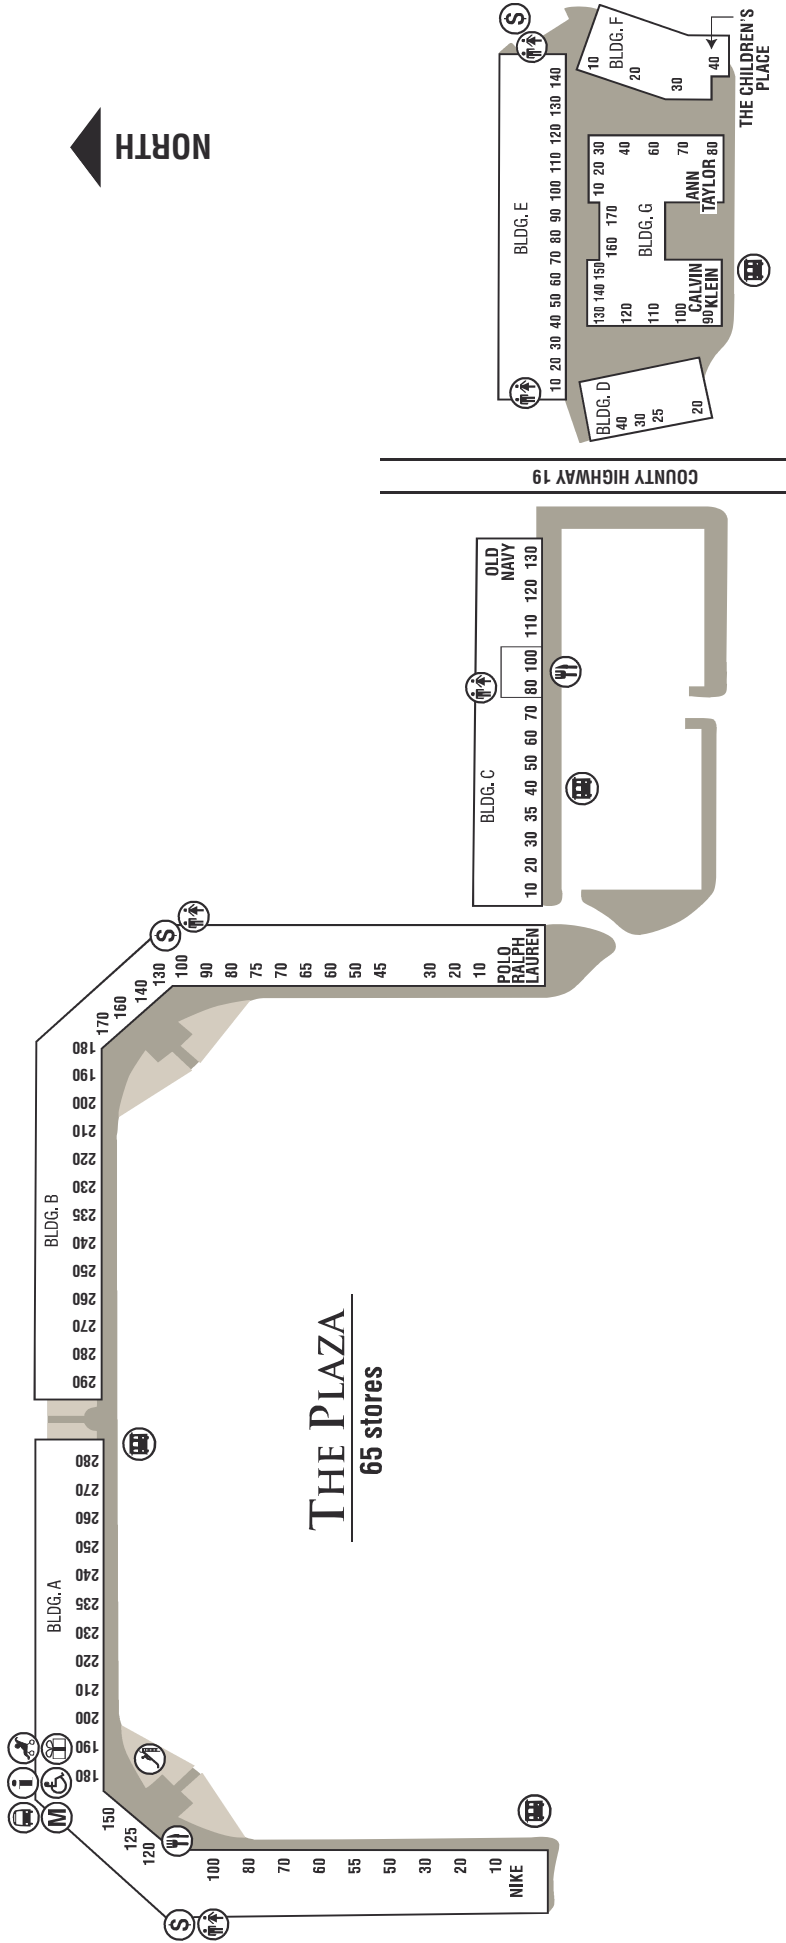 NORTH
S
BLDG. F
10
20
30
40
THE CHILDREN'S
PLACE
BLDG. E
10 20 30 40 50 60 70 80 90 100 110 120 130 140
BLDG. G
10 20 30
40
60
70
80
ANN
TAYLOR
160 170
130 140 150
120
110
100
90
CALVIN
KLEIN
BLDG. D
40
30
25
20
COUNTY HIGHWAY 19
BLDG. C
OLD
NAVY
10 20 30 35 40 50 60 70 80 100 110 120 130
S
BLDG. B
POLO
RALPH
LAUREN
10
20
30
45
50
60
65
70
75
80
90
100
130
140
160
170
180
190
200
210
220
230
235
240
250
260
270
280
290
THE PLAZA
65 stores
BLDG. A
280
270
260
250
240
235
230
220
210
200
190
180
150
125
120
100
80
70
60
55
50
30
20
10
NIKE
i
M
S